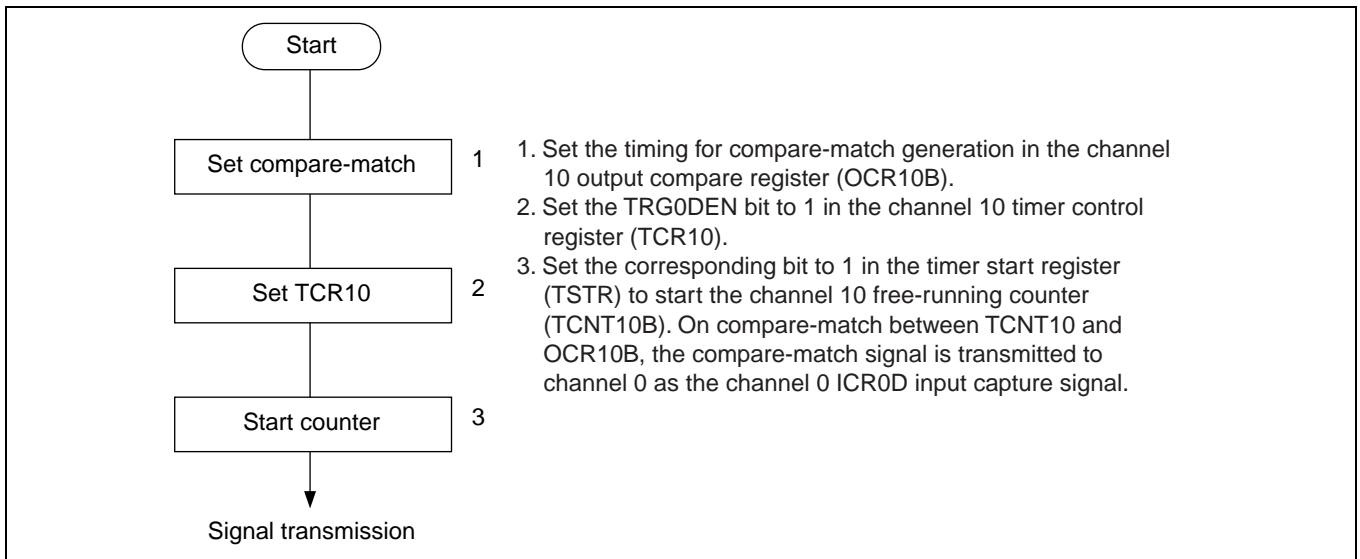 Start
Set compare-match
1
Set TCR10
2
Start counter
3
Signal transmission
1. Set the timing for compare-match generation in the channel
10 output compare register (OCR10B).
2. Set the TRG0DEN bit to 1 in the channel 10 timer control
register (TCR10).
3. Set the corresponding bit to 1 in the timer start register
(TSTR) to start the channel 10 free-running counter
(TCNT10B). On compare-match between TCNT10 and
OCR10B, the compare-match signal is transmitted to
channel 0 as the channel 0 ICR0D input capture signal.